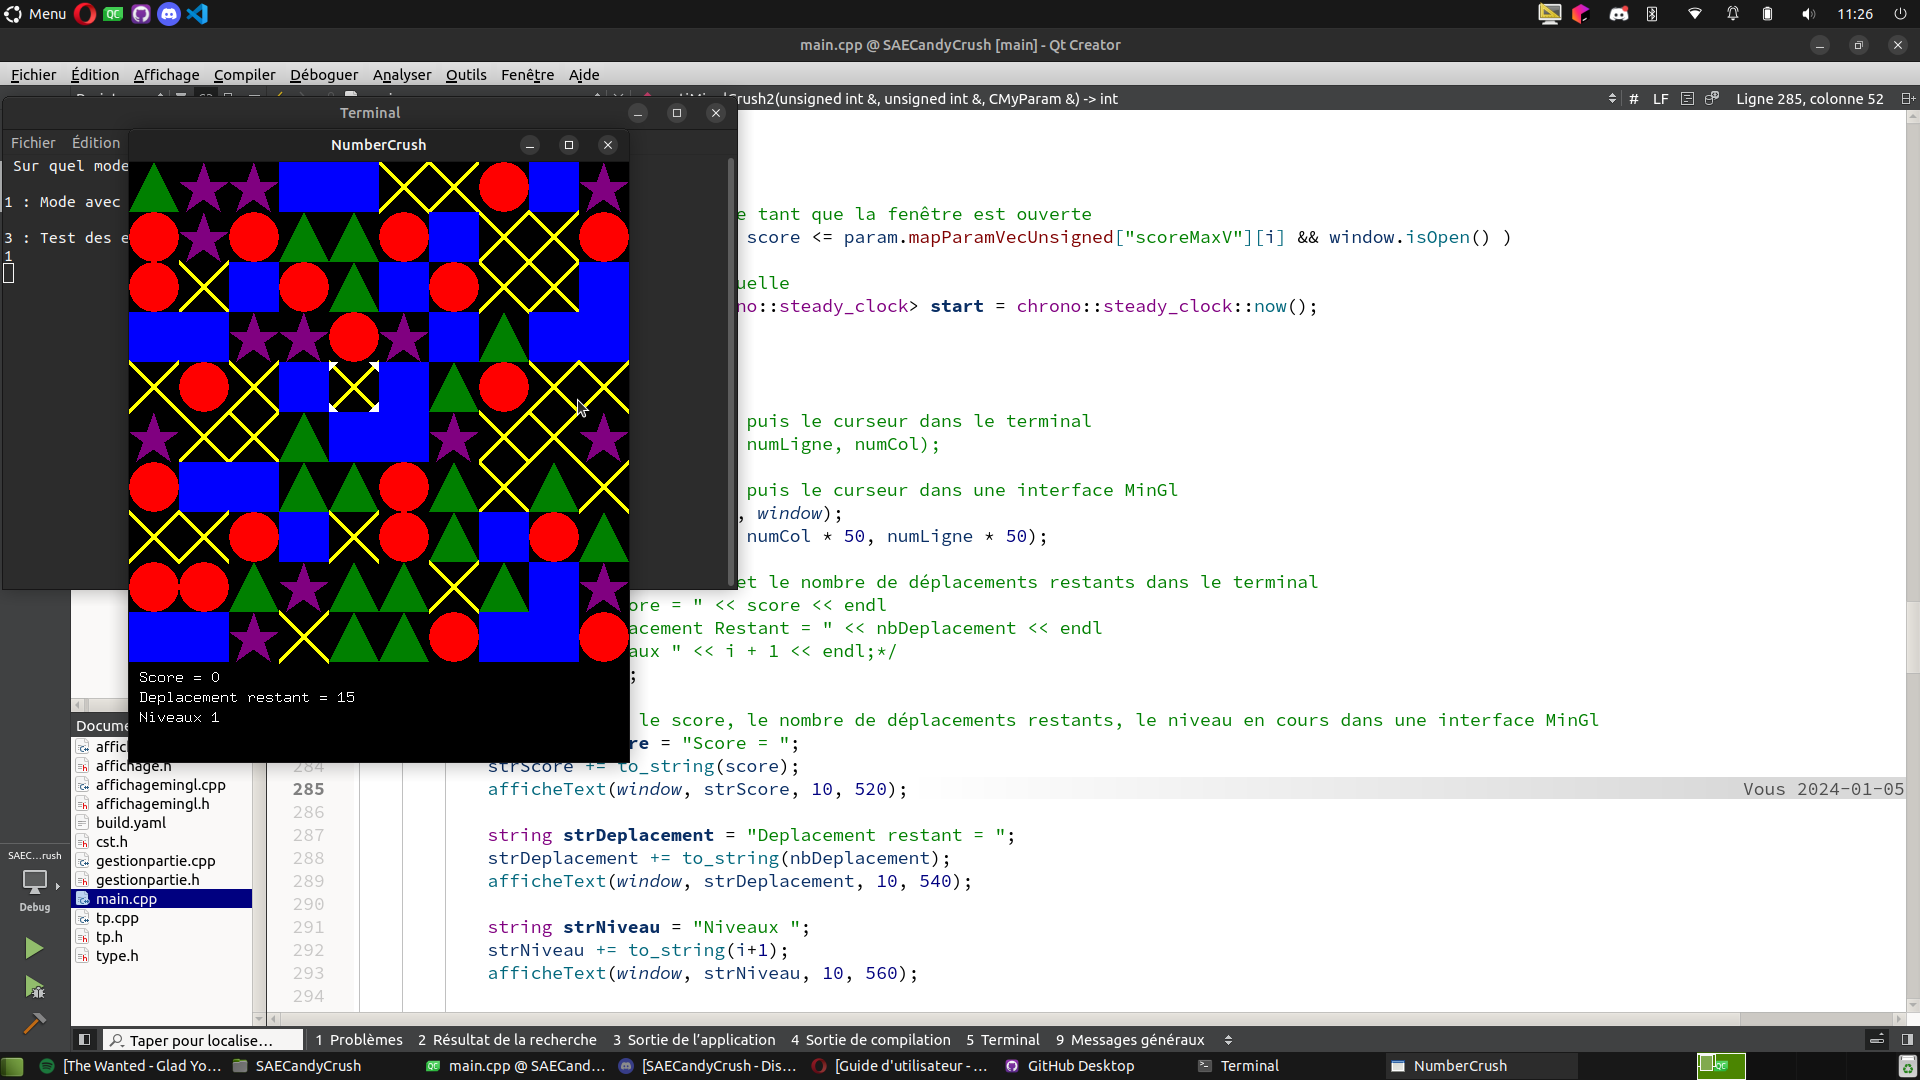 Menu
11:26
main.cpp @ SAECandyCrush [main] - Qt Creator
Fichier Édition Affichage Compiler Déboguer Analyser Outils Fenêtre Aide
Crush2(unsigned int &, unsigned int &, CMyParam &) -> int
# LF Ligne 285, colonne 52
Terminal
Fichier Édition
NumberCrush
Sur quel mode
1 : Mode avec
3 : Test des e
1
e tant que la fenêtre est ouverte
score <= param.mapParamVecUnsigned["scoreMaxV"][i] && window.isOpen() )
uelle
no::steady_clock> start = chrono::steady_clock::now();
puis le curseur dans le terminal
numLigne, numCol);
puis le curseur dans une interface MinGl
, window);
numCol * 50, numLigne * 50);
et le nombre de déplacements restants dans le terminal
ore = " << score << endl
acement Restant = " << nbDeplacement << endl
aux " << i + 1 << endl;*/
;
le score, le nombre de déplacements restants, le niveau en cours dans une interface MinGl
re = "Score = ";
284 strScore += to_string(score);
285 afficheText(window, strScore, 10, 520);
Vous 2024-01-05
286
287 string strDeplacement = "Deplacement restant = ";
288 strDeplacement += to_string(nbDeplacement);
289 afficheText(window, strDeplacement, 10, 540);
290
291 string strNiveau = "Niveaux ";
292 strNiveau += to_string(i+1);
293 afficheText(window, strNiveau, 10, 560);
294
Score = 0
Deplacement restant = 15
Niveaux 1
Docume
affic
affichage.h
affichagemingl.cpp
affichagemingl.h
build.yaml
cst.h
gestionpartie.cpp
gestionpartie.h
main.cpp
tp.cpp
tp.h
type.h
SAEC...rush
Debug
Taper pour localise...
1 Problèmes 2 Résultat de la recherche 3 Sortie de l'application 4 Sortie de compilation 5 Terminal 9 Messages généraux
[The Wanted - Glad Yo... SAECandyCrush main.cpp @ SAECand... [SAECandyCrush - Dis... [Guide d'utilisateur - ... GitHub Desktop Terminal NumberCrush